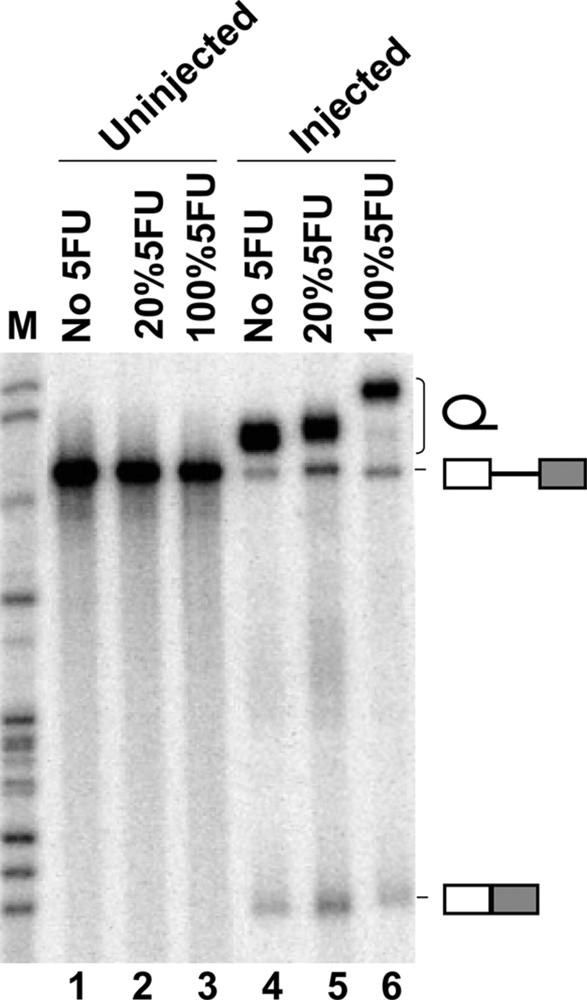 Uninjected
Injected
M
No 5FU
20%5FU
100%5FU
No 5FU
20%5FU
100%5FU
1 2 3 4 5 6